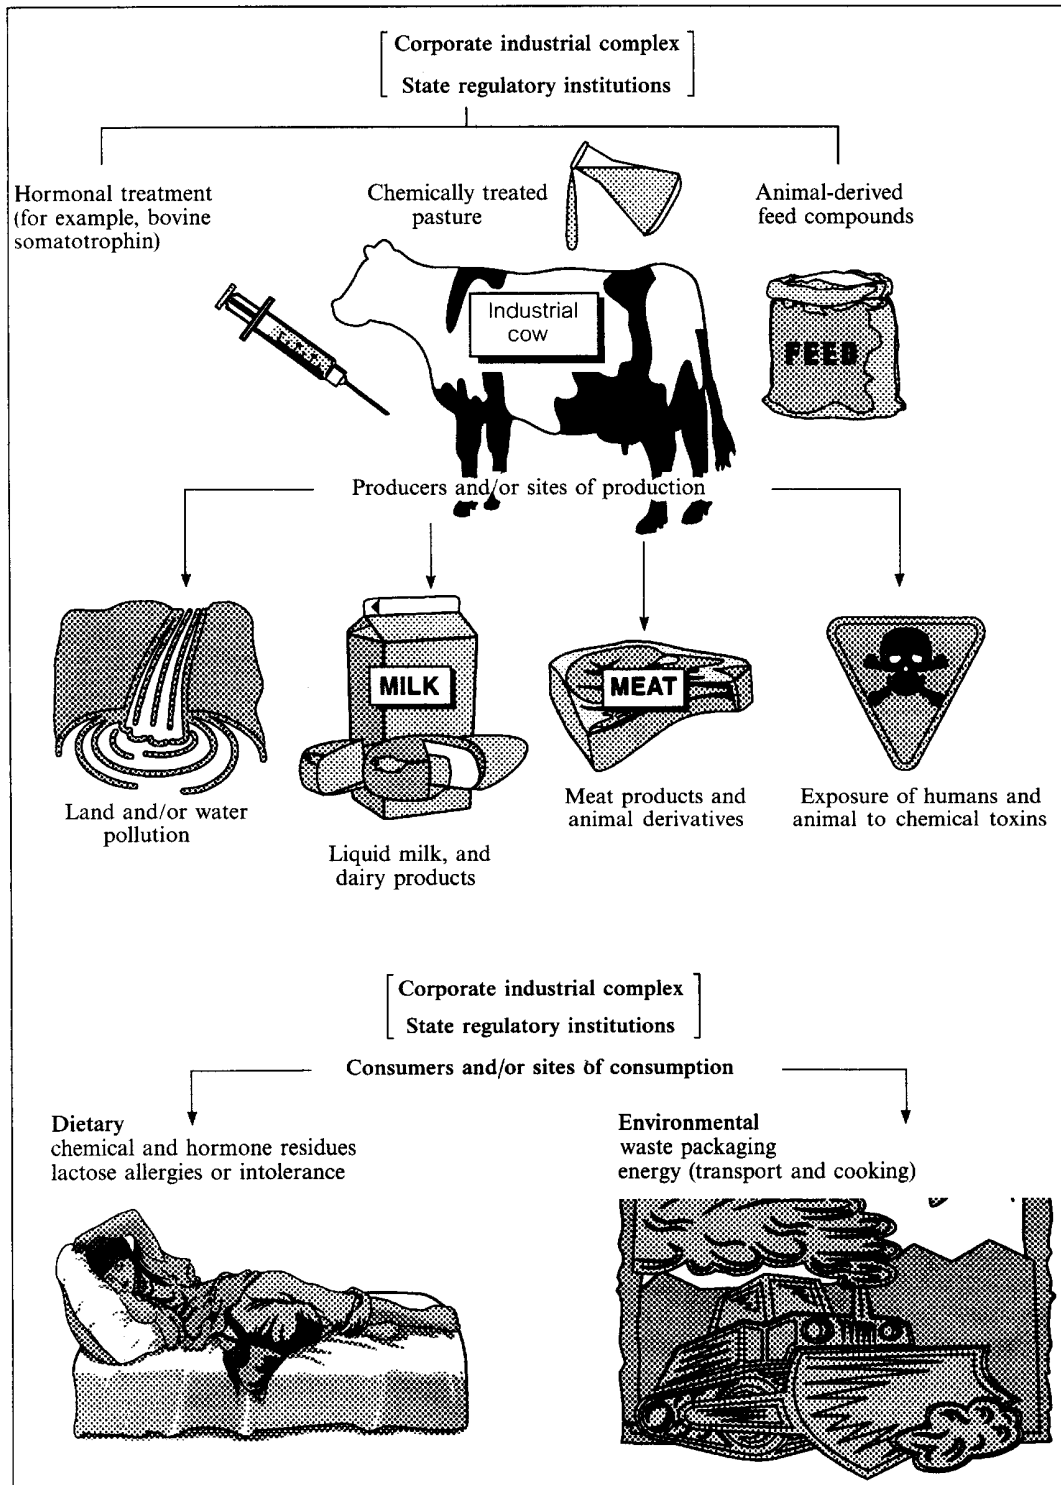 Corporate industrial complex
State regulatory institutions
Hormonal treatment
(for example, bovine
somatotrophin)
Chemically treated
pasture
Animal-derived
feed compounds
Industrial
cow
FEED
Producers and/or sites of production
MILK
MEAT
Land and/or water
pollution
Liquid milk, and
dairy products
Meat products and
animal derivatives
Exposure of humans and
animal to chemical toxins
Corporate industrial complex
State regulatory institutions
Consumers and/or sites of consumption
Dietary
chemical and hormone residues
lactose allergies or intolerance
Environmental
waste packaging
energy (transport and cooking)